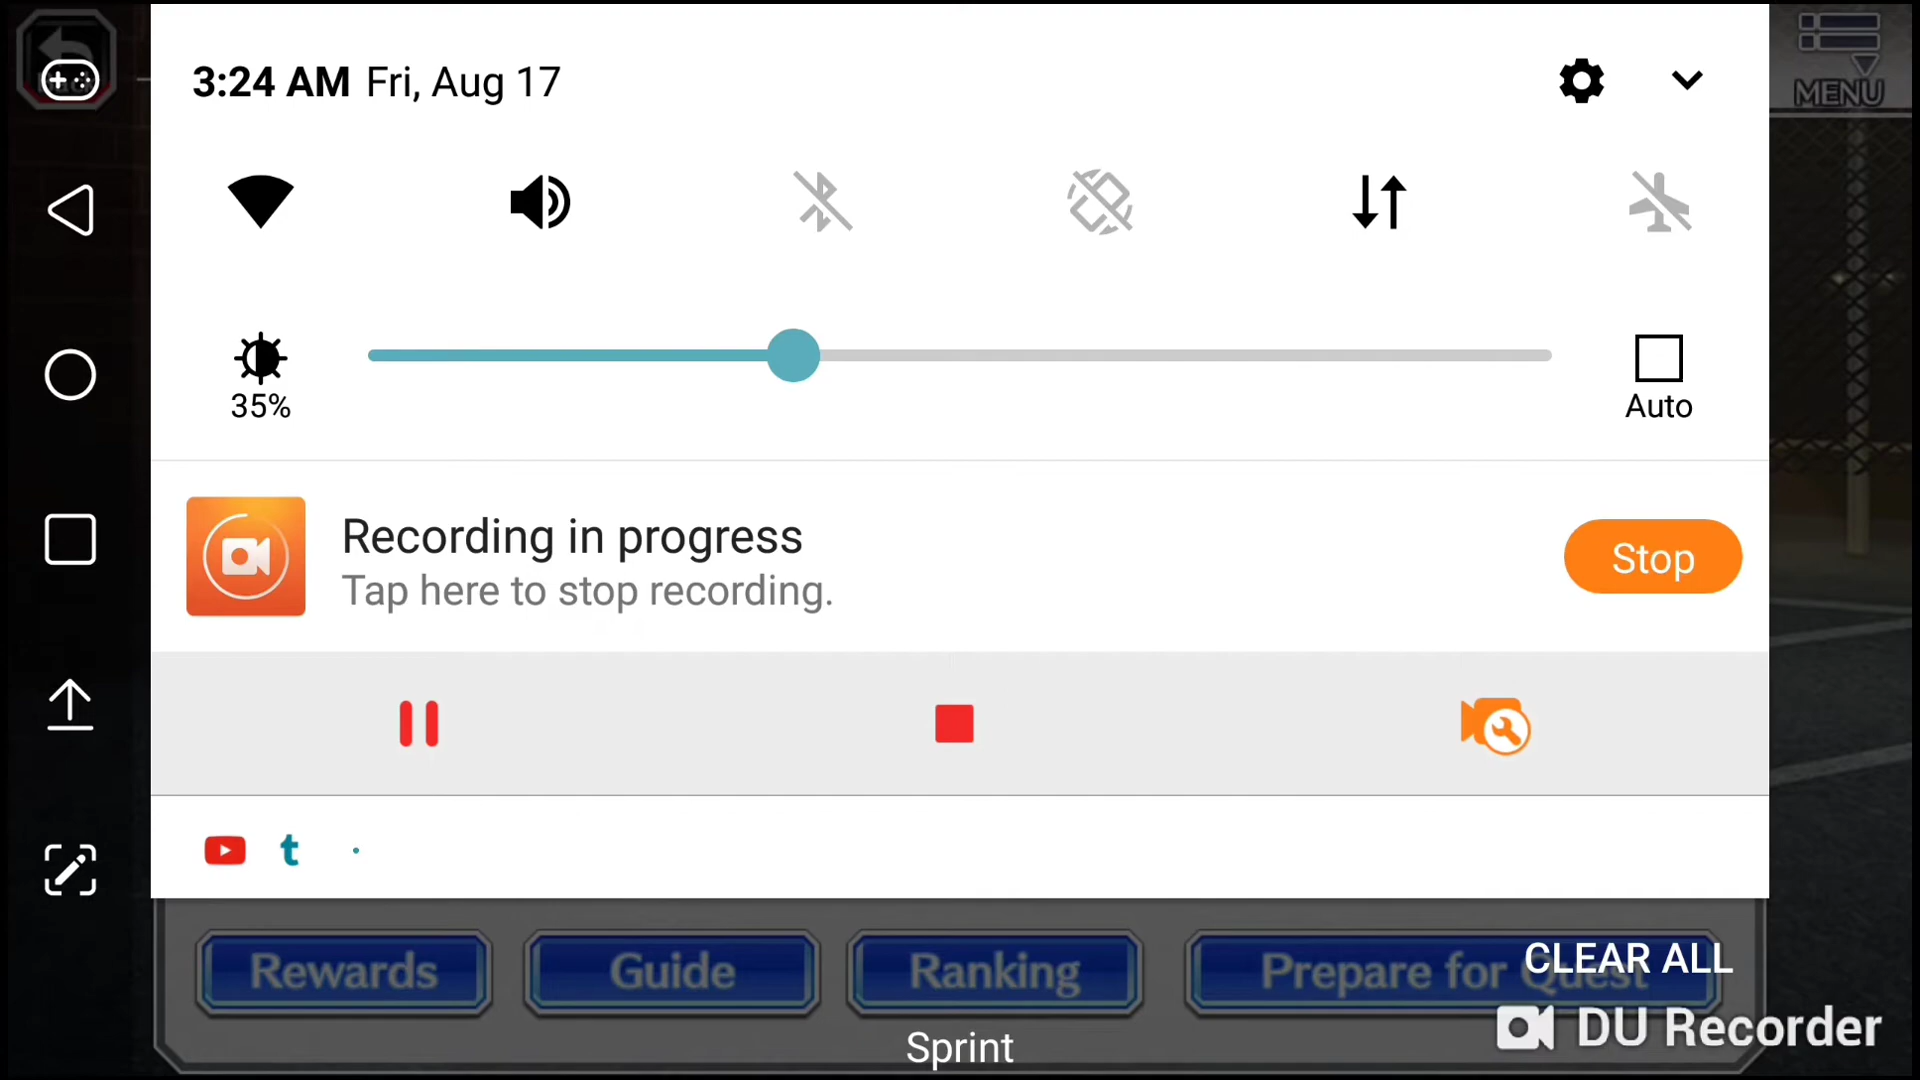 3:24 AM Fri, Aug 17
MENU
35%
Auto
Recording in progress
Tap here to stop recording.
Stop
t
Rewards
Guide
Ranking
Prepare for Quest
CLEAR ALL
DU Recorder
Sprint